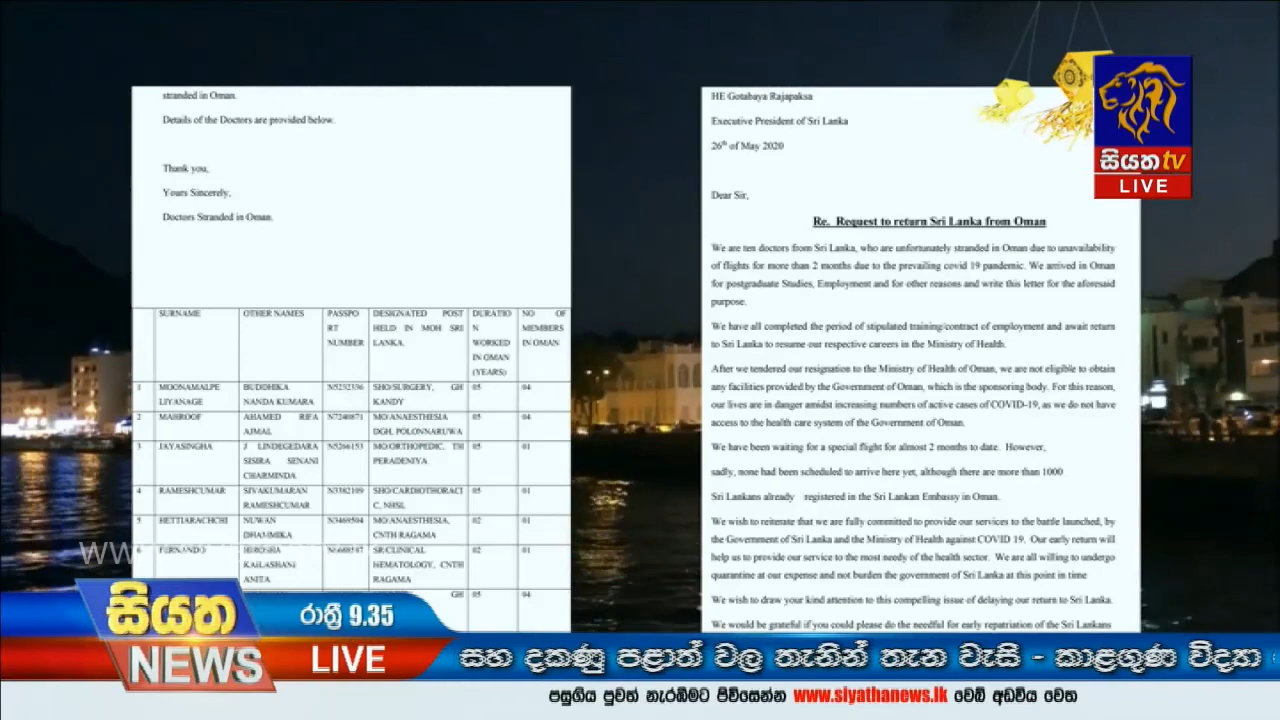 stranded in Oman.
Details of the Doctors are provided below.
Thank you,
Yours Sincerely,
Doctors Stranded in Oman.
SURNAME OTHER NAMES PASSPO RT NUMBER DESIGNATED POST HELD IN MOH SRI LANKA. DURATIO N WORKED IN OMAN (YEARS) NO OF MEMBERS IN OMAN
1 MOONAMALPE LIYANAGE BUDDHIKA NANDA KUMARA N5232336 SHO/SURGERY, GH KANDY 05 04
2 MAHROOF AHAMED RIFA AJMAL N7240871 MO/ANAESTHESIA DGH, POLONNARUWA 05 04
3 JAYASINGHA J LINDEGEDARA SISIRA SENANI CHARMINDA N5266153 MO/ORTHOPEDIC, TH PERADENIYA 05 01
4 RAMESHCUMAR SIVAKUMARAN RAMESHCUMAR N3382109 SHO/CARDIOTHORACI C, NHSL 05 01
5 HETTIARACHCHI NUWAN DHAMMIKA N3469504 MO/ANAESTHESIA, CNTH RAGAMA 02 01
6 FERNANDO HIROSHA KAILASHANI ANITA SR/CLINICAL HEMATOLOGY, CNTH RAGAMA 02 01
GH 05 04
HE Gotabaya Rajapaksa
Executive President of Sri Lanka
26th of May 2020
Dear Sir,
Re. Request to return Sri Lanka from Oman
We are ten doctors from Sri Lanka, who are unfortunately stranded in Oman due to unavailability
of flights for more than 2 months due to the prevailing covid 19 pandemic. We arrived in Oman
for postgraduate Studies, Employment and for other reasons and write this letter for the aforesaid
purpose.
We have all completed the period of stipulated training/contract of employment and await return
to Sri Lanka to resume our respective careers in the Ministry of Health.
After we tendered our resignation to the Ministry of Health of Oman, we are not eligible to obtain
any facilities provided by the Government of Oman, which is the sponsoring body. For this reason,
our lives are in danger amidst increasing numbers of active cases of COVID-19, as we do not have
access to the health care system of the Government of Oman.
We have been waiting for a special flight for almost 2 months to date. However,
sadly, none had been scheduled to arrive here yet, although there are more than 1000
Sri Lankans already registered in the Sri Lankan Embassy in Oman.
We wish to reiterate that we are fully committed to provide our services to the battle launched, by
the Government of Sri Lanka and the Ministry of Health against COVID 19. Our early return will
help us to provide our service to the most needy of the health sector. We are all willing to undergo
quarantine at our expense and not burden the government of Sri Lanka at this point in time
We wish to draw your kind attention to this compelling issue of delaying our return to Sri Lanka.
We would be grateful if you could please do the needful for early repatriation of the Sri Lankans
සියත tv
LIVE
සියත
NEWS
රාත්‍රී 9.35
LIVE
සහ දකුණු පළාත් වල තැනින් තැන වැසි - කාළගුණ විද්‍යා
පසුගිය පුවත් නැරඹීමට පිවිසෙන්න www.siyathanews.lk වෙබ් අඩවිය වෙත